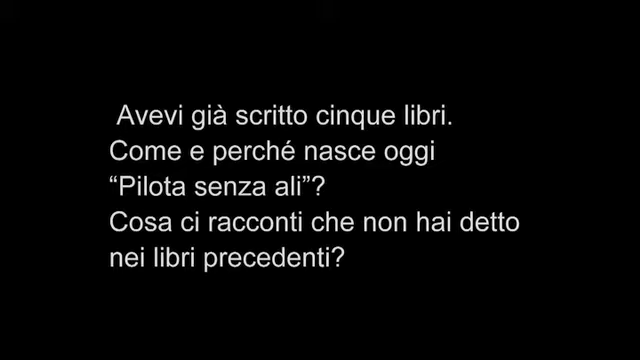 Avevi già scritto cinque libri.
Come e perché nasce oggi
“Pilota senza ali”?
Cosa ci racconti che non hai detto
nei libri precedenti?